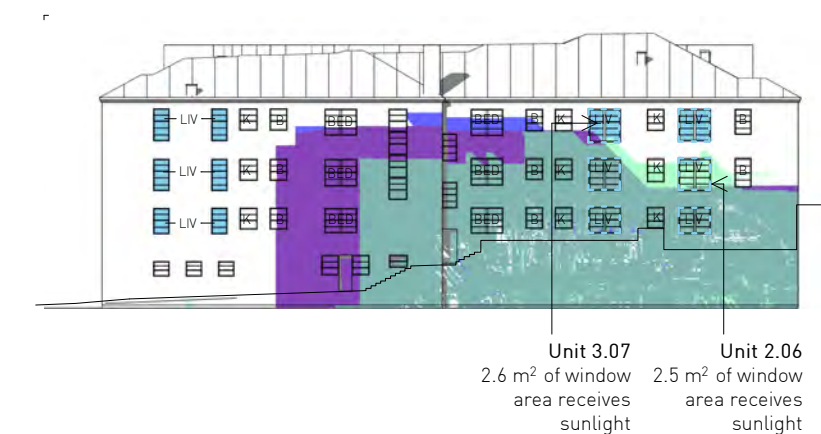 LIV K B BED BED B K LIV K LIV B
LIV K B BED BED B K LIV K LIV B
LIV K B BED BED B K LIV K LIV
Unit 3.07
2.6 m² of window
area receives
sunlight
Unit 2.06
2.5 m² of window
area receives
sunlight